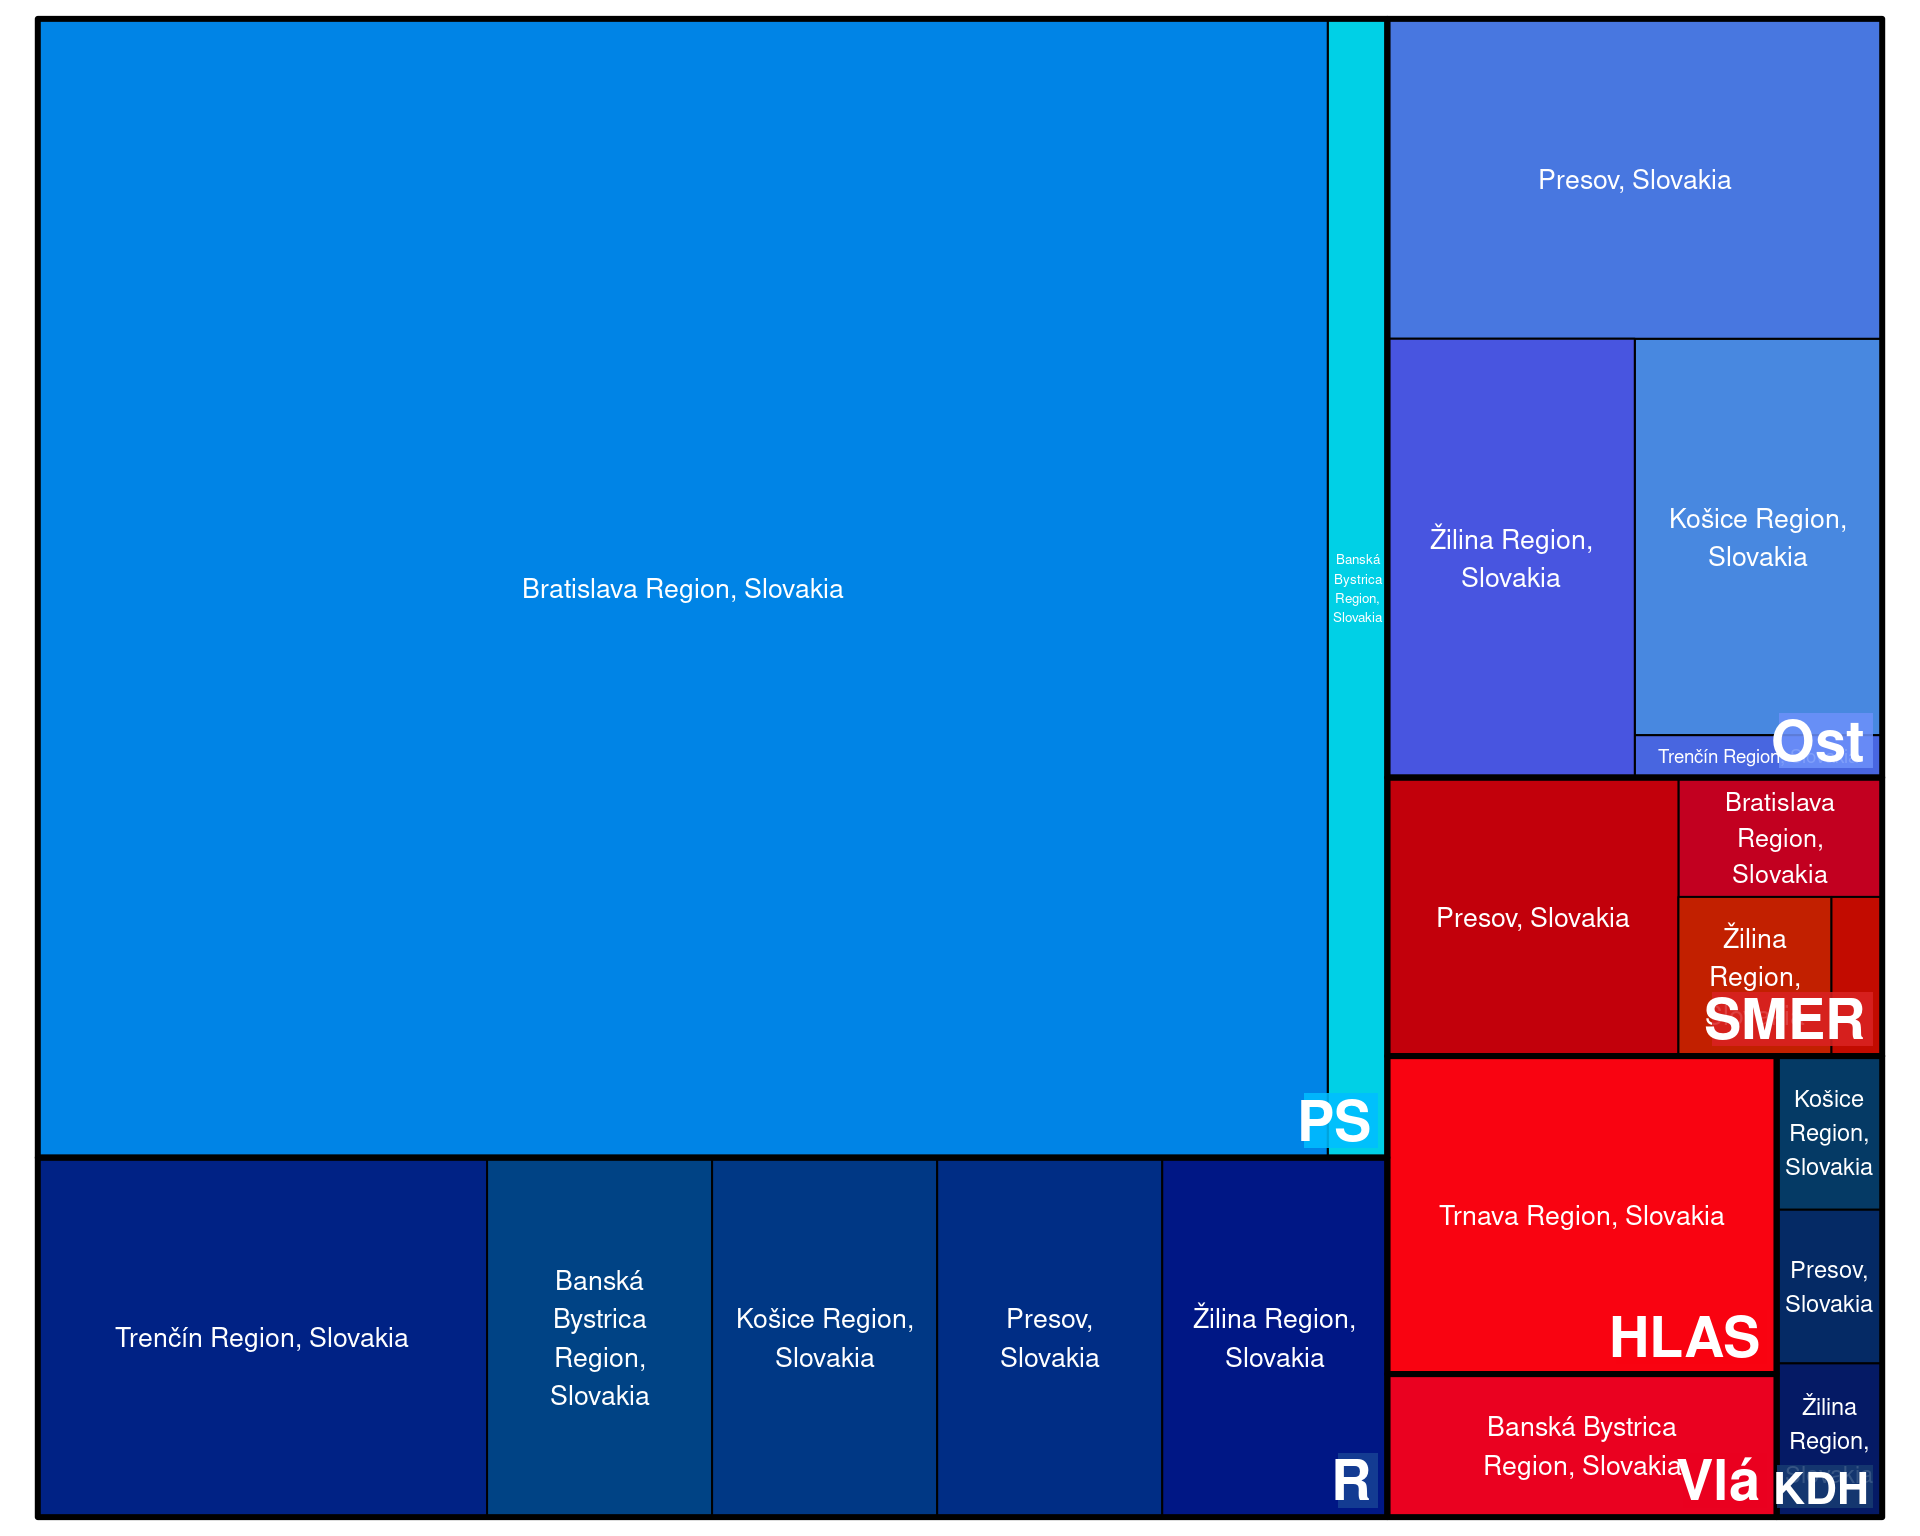 Bratislava Region, Slovakia
Banská
Bystrica
Region,
Slovakia
PS
Trenčín Region, Slovakia
Banská
Bystrica
Region,
Slovakia
Košice Region,
Slovakia
Presov,
Slovakia
Žilina Region,
Slovakia
R
Presov, Slovakia
Žilina Region,
Slovakia
Košice Region,
Slovakia
Trenčín Region
Ost
Presov, Slovakia
Bratislava
Region,
Slovakia
Žilina
Region,
SMER
Trnava Region, Slovakia
HLAS
Banská Bystrica
Region, Slovakia
Vlá
Košice
Region,
Slovakia
Presov,
Slovakia
Žilina
Region,
KDH